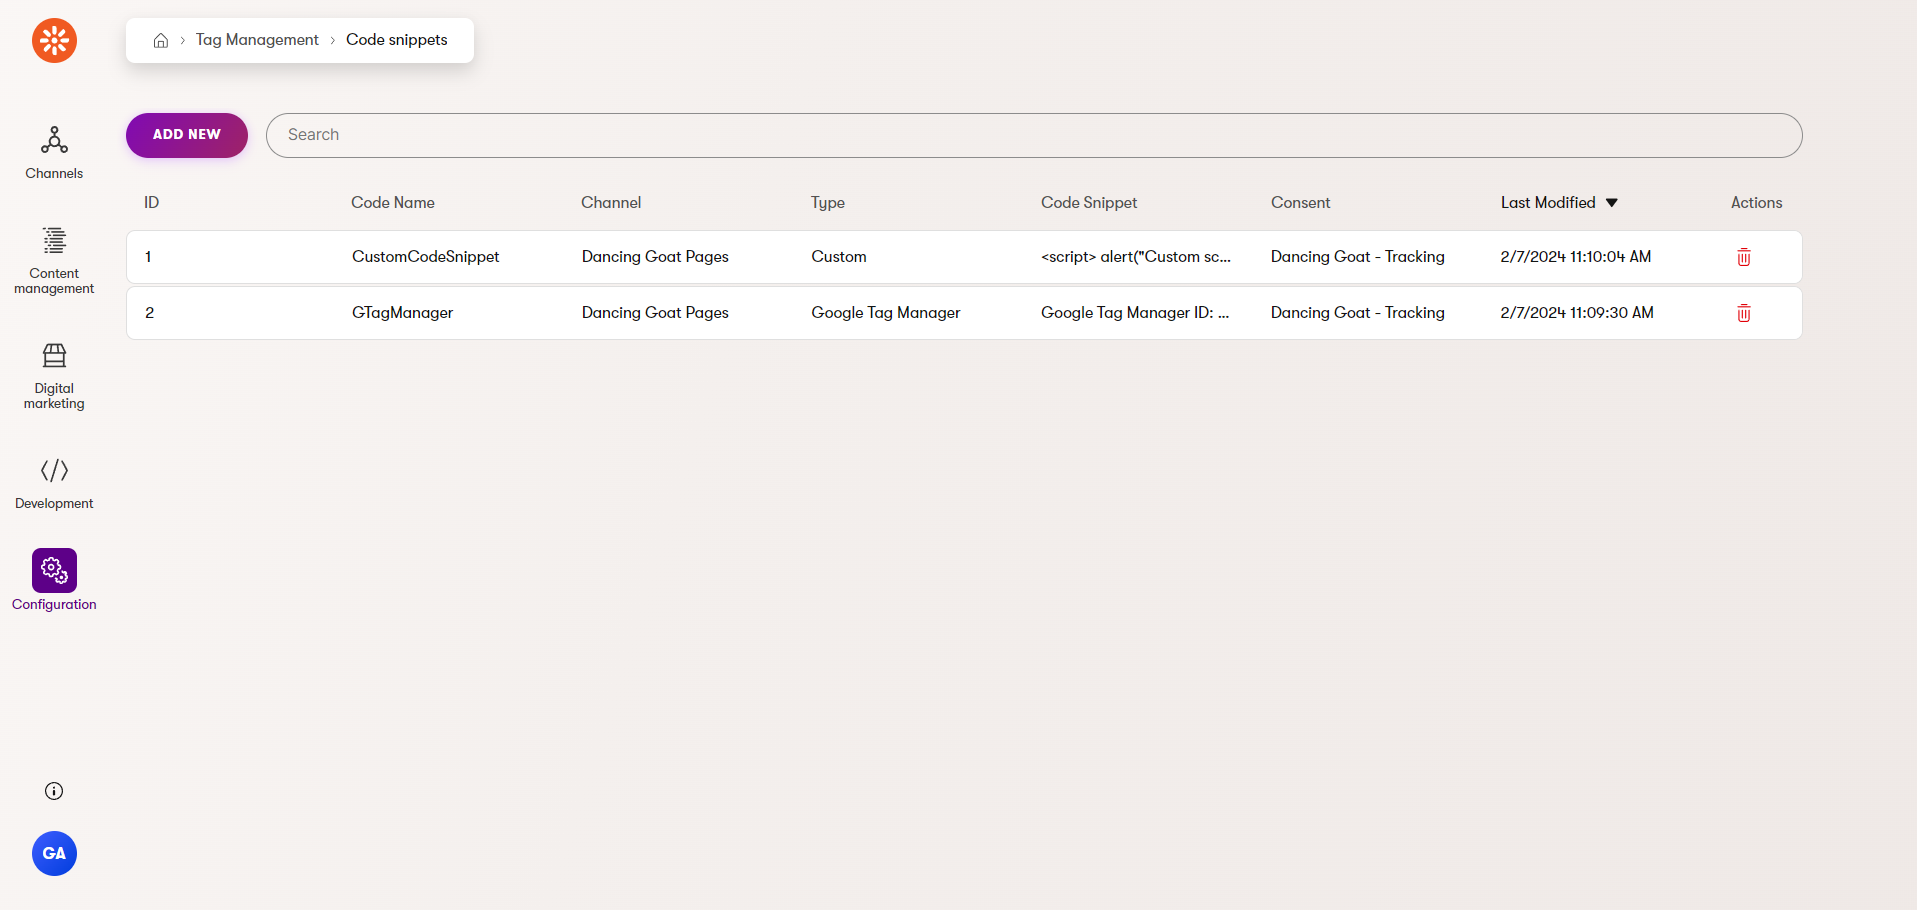 Tag Management
Code snippets
ADD NEW
Search
Channels
Content
management
Digital
marketing
Development
Configuration
GA
ID Code Name Channel Type Code Snippet Consent Last Modified Actions
1 CustomCodeSnippet Dancing Goat Pages Custom <script> alert("Custom sc... Dancing Goat - Tracking 2/7/2024 11:10:04 AM
2 GTagManager Dancing Goat Pages Google Tag Manager Google Tag Manager ID: ... Dancing Goat - Tracking 2/7/2024 11:09:30 AM